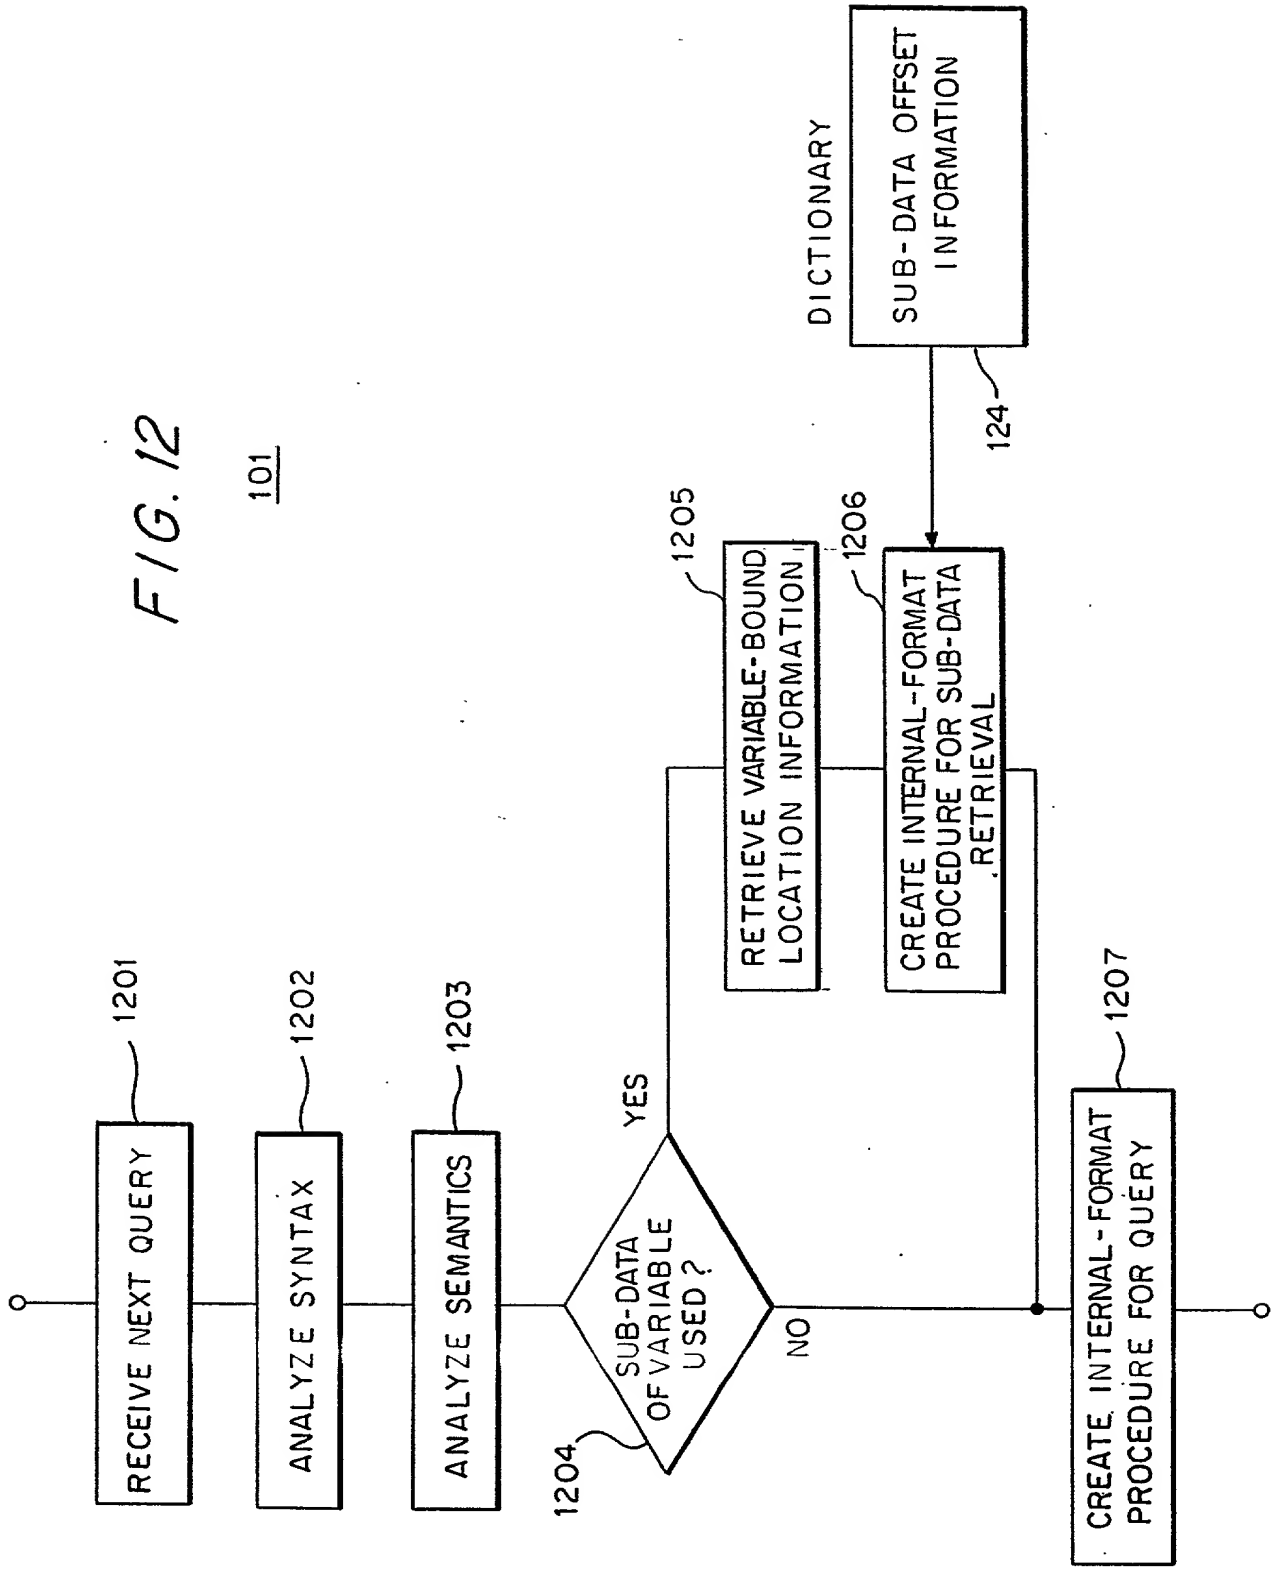 FIG. 12
101
RECEIVE NEXT QUERY
1201
ANALYZE SYNTAX
1202
ANALYZE SEMANTICS
1203
1204
SUB-DATA
OF VARIABLE
USED?
YES
NO
RETRIEVE VARIABLE-BOUND
LOCATION INFORMATION
1205
CREATE INTERNAL-FORMAT
PROCEDURE FOR SUB-DATA
RETRIEVAL
1206
DICTIONARY
SUB-DATA OFFSET
INFORMATION
124
CREATE INTERNAL-FORMAT
PROCEDURE FOR QUERY
1207